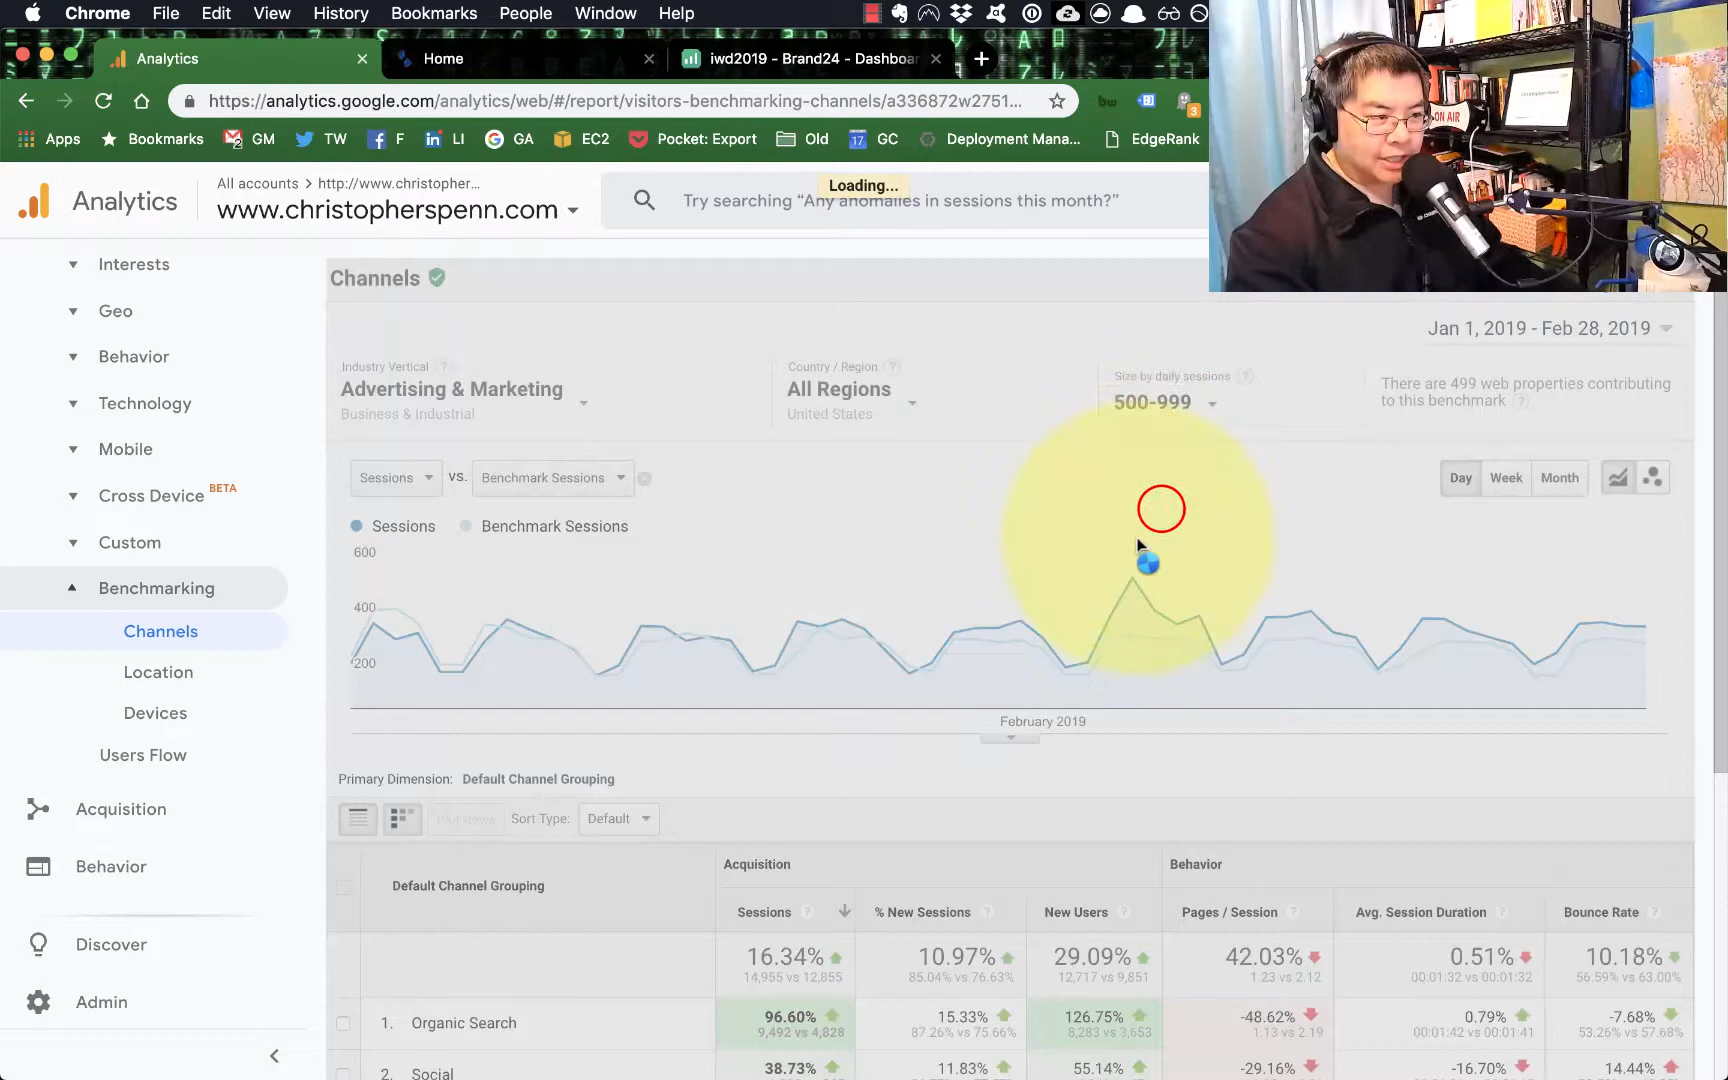 Chrome File Edit View History Bookmarks People Window Help
Analytics
Home
iwd2019 - Brand24 - Dashboar
https://analytics.google.com/analytics/web/#/report/visitors-benchmarking-channels/a336872w2751...
3
Apps Bookmarks GM TW F LI GA EC2 Pocket: Export Old GC Deployment Mana... EdgeRank
ON AIR
Analytics
All accounts > http://www.christopher...
www.christopherspenn.com
Loading...
Try searching “Any anomalies in sessions this month?”
Interests
Geo
Behavior
Technology
Mobile
Cross Device BETA
Custom
Benchmarking
Channels
Location
Devices
Users Flow
Acquisition
Behavior
Discover
Admin
Channels
Jan 1, 2019 - Feb 28, 2019
Industry Vertical
Advertising & Marketing
Business & Industrial
Country / Region
All Regions
United States
Size by daily sessions
500-999
There are 499 web properties contributing
to this benchmark
Sessions vs. Benchmark Sessions
Day Week Month
Sessions Benchmark Sessions
600
400
200
February 2019
Primary Dimension: Default Channel Grouping
Plot Rows Sort Type: Default
Default Channel Grouping
Acquisition Behavior
Sessions % New Sessions New Users Pages / Session Avg. Session Duration Bounce Rate
16.34% 10.97% 29.09% 42.03% 0.51% 10.18%
14,955 vs 12,855 85.04% vs 76.63% 12,717 vs 9,851 1.23 vs 2.12 00:01:32 vs 00:01:32 56.59% vs 63.00%
1. Organic Search 96.60% 15.33% 126.75% -48.62% 0.79% -7.68%
9,492 vs 4,828 87.26% vs 75.66% 8,283 vs 3,653 1.13 vs 2.19 00:01:42 vs 00:01:41 53.26% vs 57.68%
2. Social 38.73% 11.83% 55.14% -29.16% -16.70% 14.44%